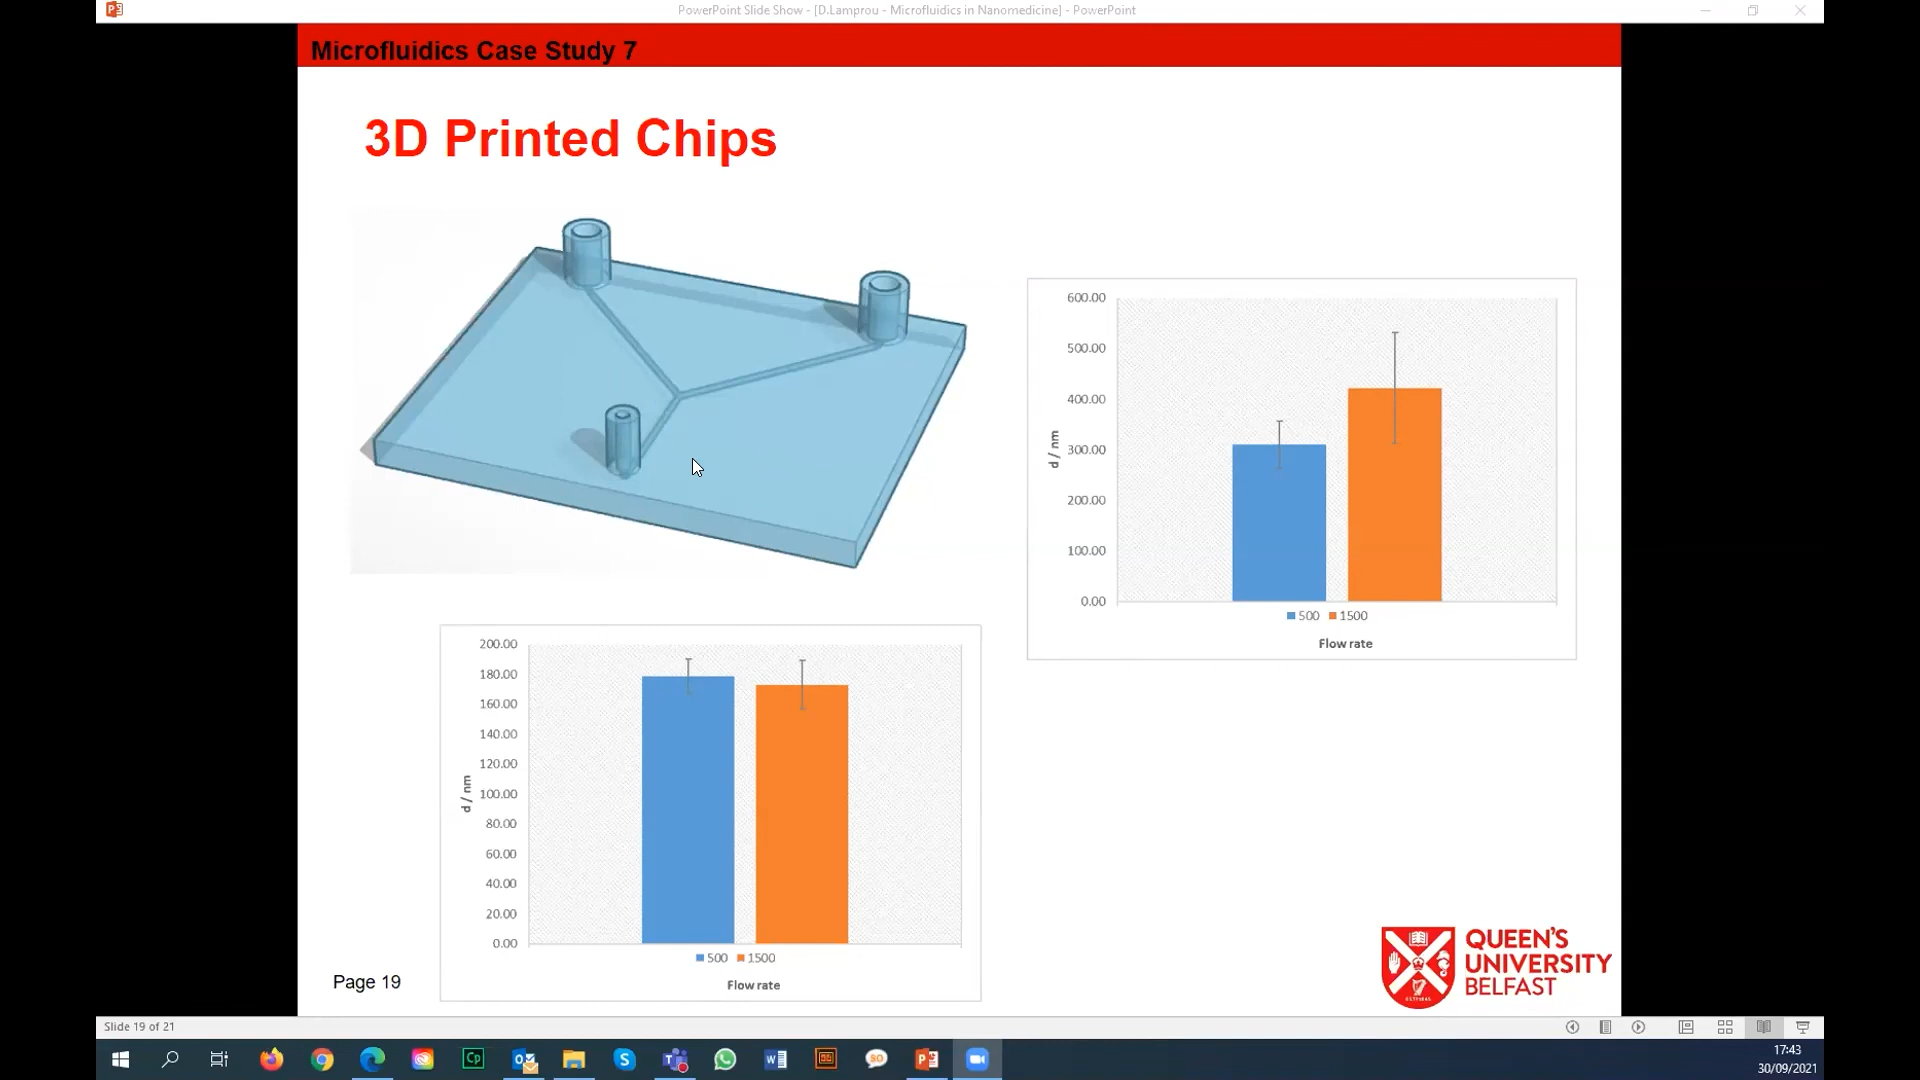 PowerPoint Slide Show - [D.Lamprou - Microfluidics in Nanomedicine] - PowerPoint
Microfluidics Case Study 7
3D Printed Chips
600.00
500.00
400.00
300.00
200.00
100.00
0.00
d / nm
500 1500
Flow rate
200.00
180.00
160.00
140.00
120.00
100.00
80.00
60.00
40.00
20.00
0.00
d / nm
500 1500
Flow rate
Page 19
QUEEN'S
UNIVERSITY
BELFAST
Slide 19 of 21
17:43
30/09/2021